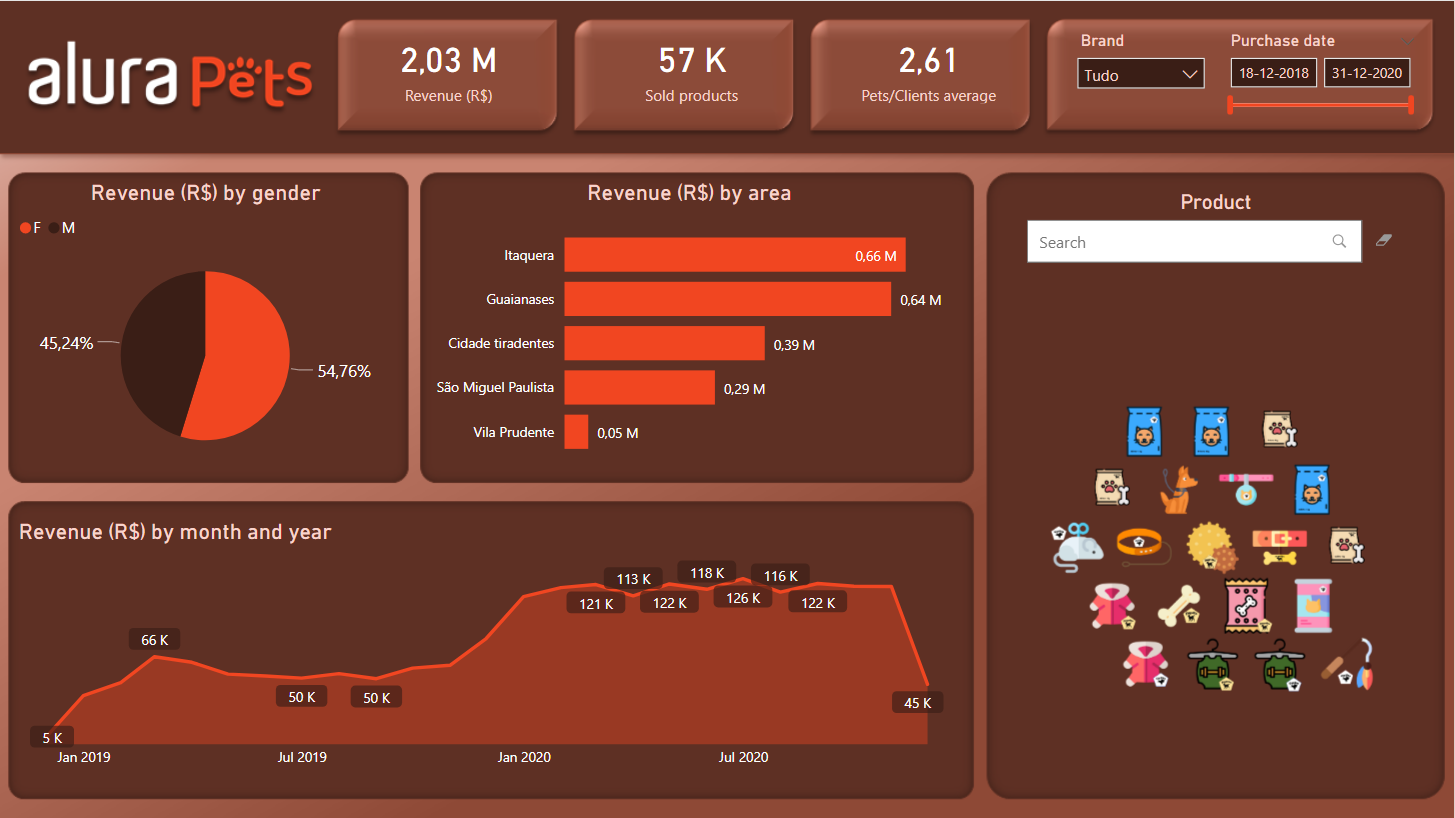 alura Pets
2,03 M
Revenue (R$)
57 K
Sold products
2,61
Pets/Clients average
Brand
Tudo
Purchase date
18-12-2018
31-12-2020
Revenue (R$) by gender
F
M
45,24%
54,76%
Revenue (R$) by area
Itaquera
0,66 M
Guaianases
0,64 M
Cidade tiradentes
0,39 M
São Miguel Paulista
0,29 M
Vila Prudente
0,05 M
Product
Search
Revenue (R$) by month and year
5 K
66 K
50 K
50 K
121 K
113 K
122 K
118 K
126 K
116 K
122 K
45 K
Jan 2019
Jul 2019
Jan 2020
Jul 2020